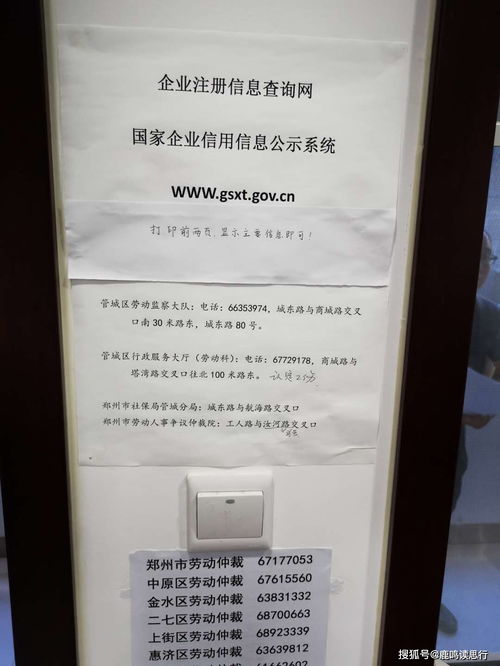 企业注册信息查询网
国家企业信用信息公示系统
WWW.gsxt.gov.cn
打印前两页,显示主要信息即可!
管城区劳动监察大队:电话:66353974,城东路与商城路交叉
口南30米路东,城东路80号。
管城区行政服务大厅(劳动科):电话:67729178,商城路与
塔湾路交叉口往北100米路东。 认定工伤
郑州市社保局管城分局:城东路与航海路交叉口
郑州市劳动人事争议仲裁院:工人路与汝河路交叉口
郑州市劳动仲裁 67177053
中原区劳动仲裁 67615560
金水区劳动仲裁 63831332
二七区劳动仲裁 68700663
上街区劳动仲裁 68923339
惠济区劳动仲裁 63639812
搜狐号@鹿鸣读思行